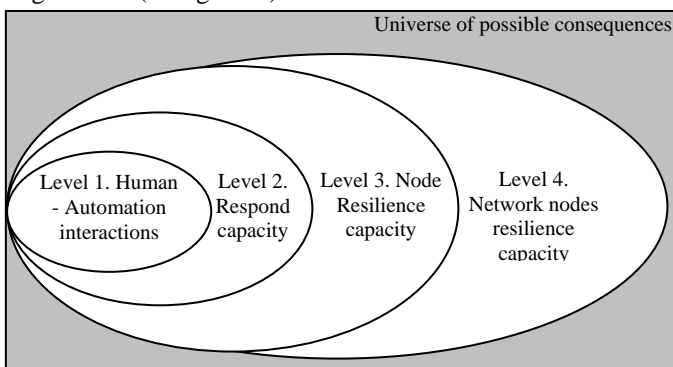 Universe of possible consequences
Level 1. Human
- Automation
interactions
Level 2.
Respond
capacity
Level 3. Node
Resilience
capacity
Level 4.
Network nodes
resilience
capacity